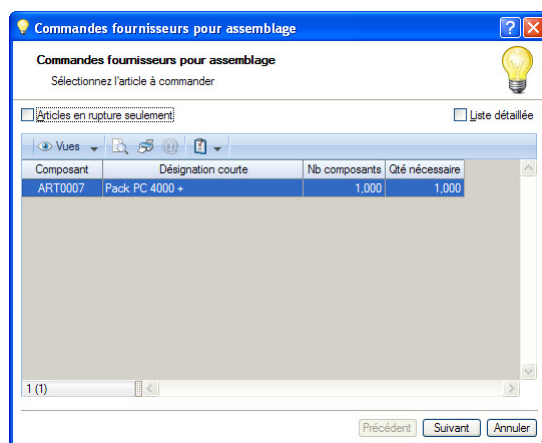 Commandes fournisseurs pour assemblage
Commandes fournisseurs pour assemblage
Sélectionnez l'article à commander
Articles en rupture seulement
Liste détaillée
Vues
Composant Désignation courte Nb composants Qté nécessaire
ART0007 Pack PC 4000 + 1,000 1,000
1 (1)
Précédent Suivant Annuler